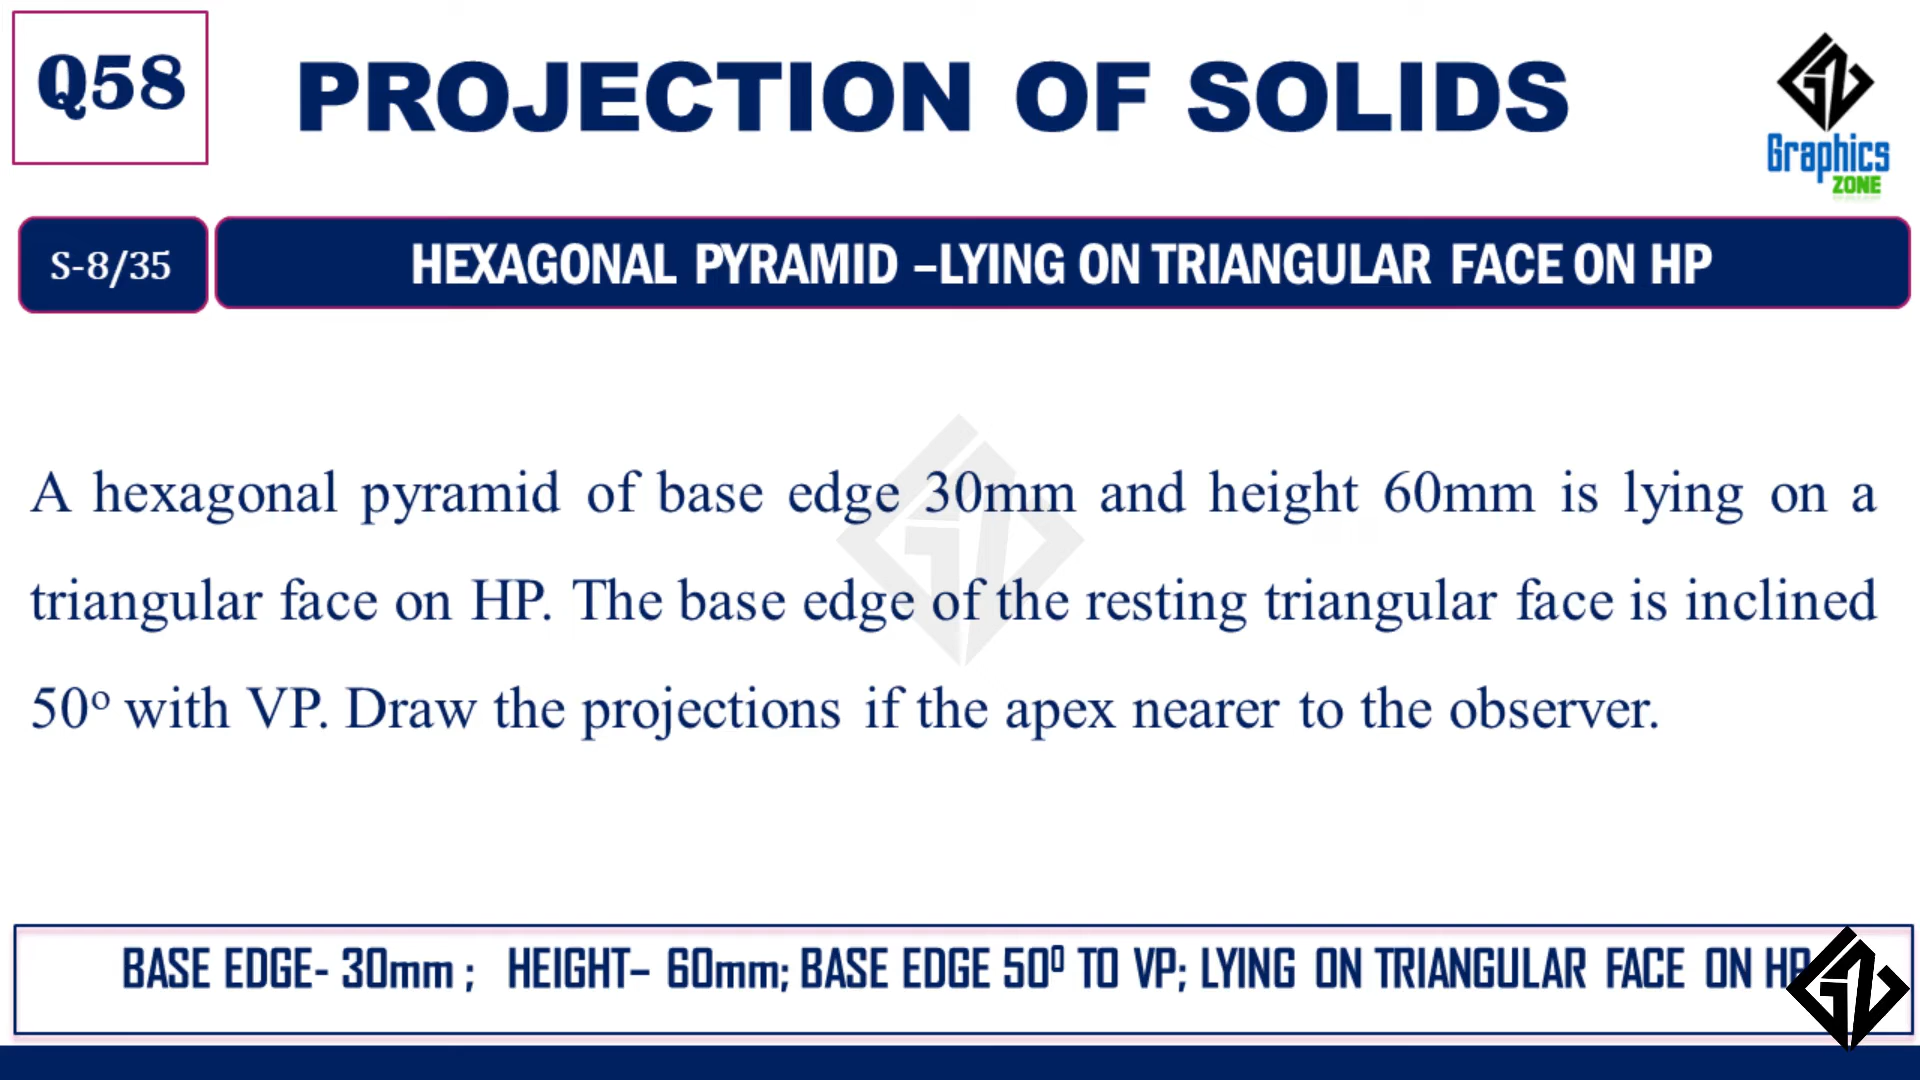 Q58
PROJECTION OF SOLIDS
Graphics
ZONE
S-8/35
HEXAGONAL PYRAMID –LYING ON TRIANGULAR FACE ON HP
A hexagonal pyramid of base edge 30mm and height 60mm is lying on a
triangular face on HP. The base edge of the resting triangular face is inclined
50º with VP. Draw the projections if the apex nearer to the observer.
BASE EDGE- 30mm ; HEIGHT– 60mm; BASE EDGE 50⁰ TO VP; LYING ON TRIANGULAR FACE ON HP